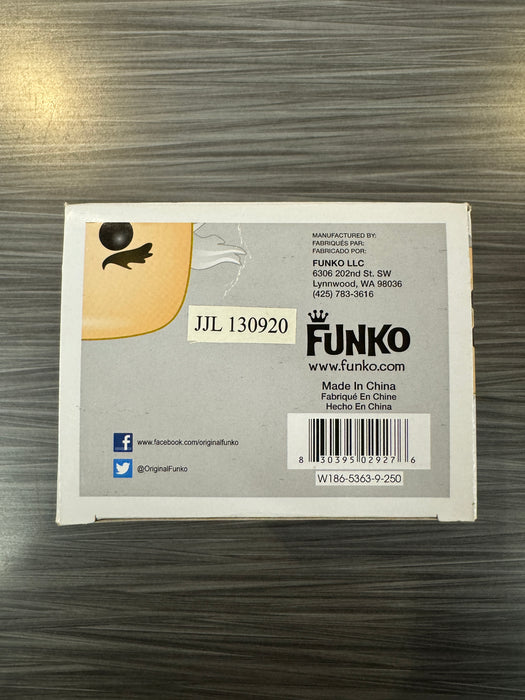 MANUFACTURED BY:
FABRIQUÉS PAR:
FABRICADO POR:
FUNKO LLC
6306 202nd St. SW
Lynnwood, WA 98036
(425) 783-3616
JJL 130920
FUNKO
www.funko.com
Made In China
Fabriqué En Chine
Hecho En China
www.facebook.com/originalfunko
@OriginalFunko
8 30395 02927 6
W186-5363-9-250